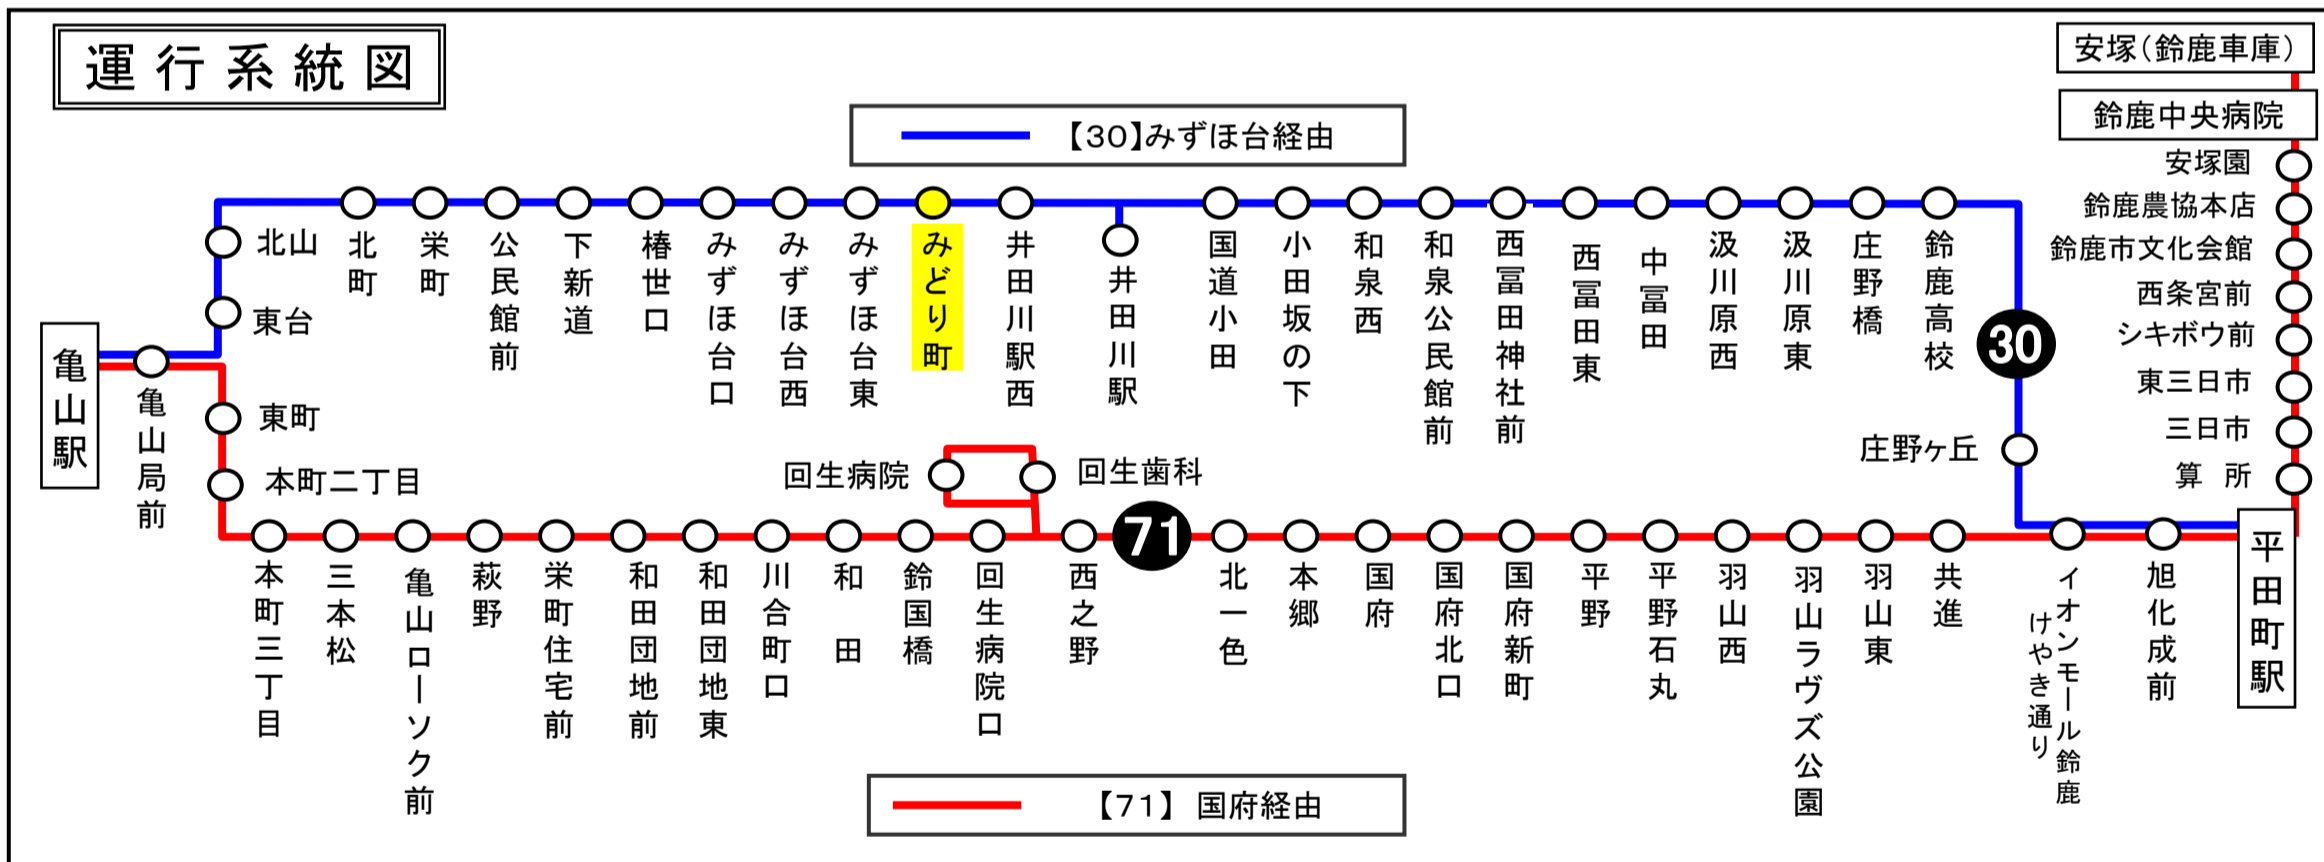 運行系統図
【30】みずほ台経由
安塚（鈴鹿車庫）
鈴鹿中央病院
安塚園
鈴鹿農協本店
鈴鹿市文化会館
西条宮前
シキボウ前
東三日市
三日市
算 所
平田町駅
亀山駅
亀山局前
東台
北山
北町
栄町
公民館前
下新道
椿世口
みずほ台口
みずほ台西
みずほ台東
みどり町
井田川駅西
井田川駅
国道小田
小田坂の下
和泉西
和泉公民館前
西冨田神社前
西冨田東
中冨田
汲川原西
汲川原東
庄野橋
鈴鹿高校
30
庄野ヶ丘
東町
本町二丁目
本町三丁目
三本松
亀山ローソク前
萩野
栄町住宅前
和田団地前
和田団地東
川合町口
和 田
鈴国橋
回生病院口
回生病院
回生歯科
西之野
71
北一色
本郷
国府
国府北口
国府新町
平野
平野石丸
羽山西
羽山ラヴズ公園
羽山東
共進
イオンモール鈴鹿
けやき通り
旭化成前
【71】 国府経由